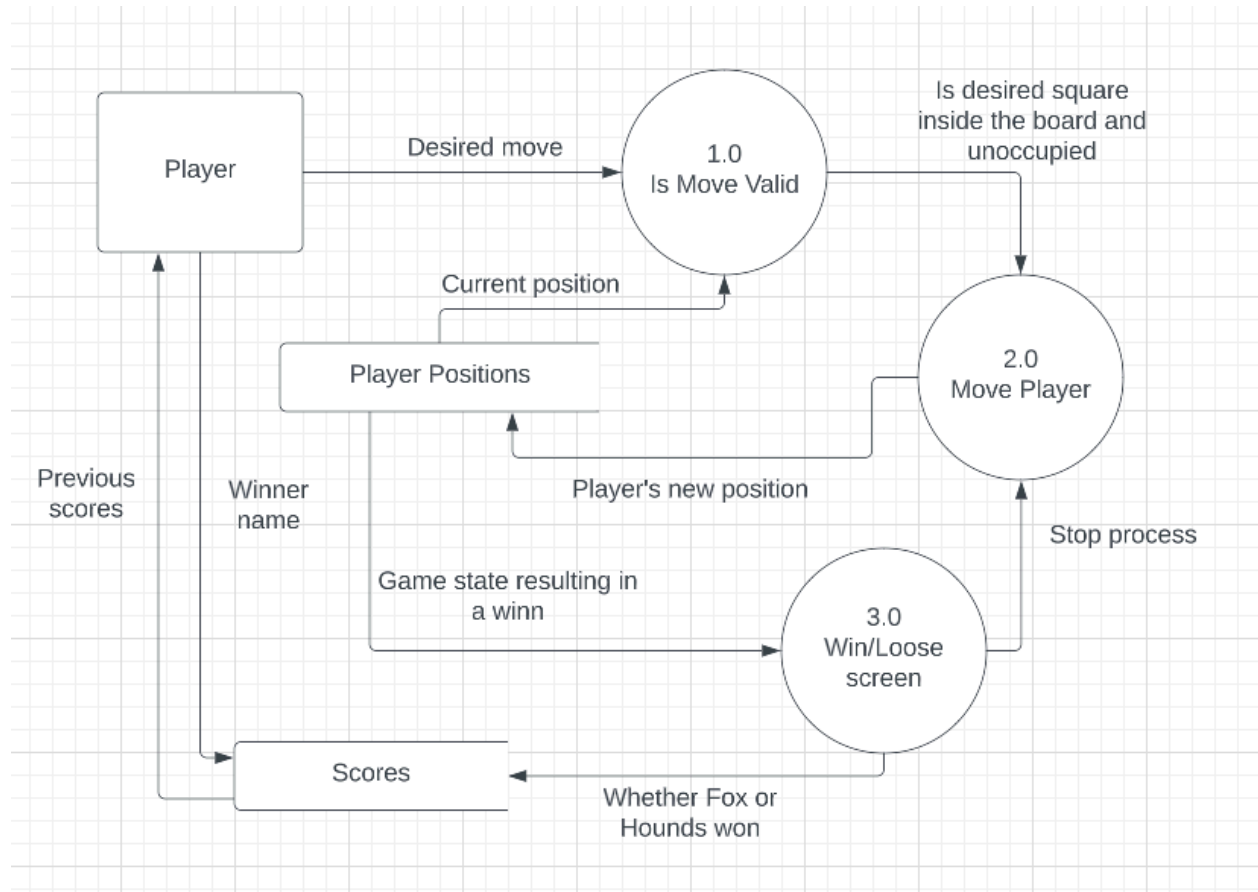 Is desired square
inside the board and
unoccupied
Player
Desired move
1.0
Is Move Valid
Current position
Player Positions
2.0
Move Player
Player's new position
Previous
scores
Winner
name
Stop process
Game state resulting in
a winn
3.0
Win/Loose
screen
Scores
Whether Fox or
Hounds won